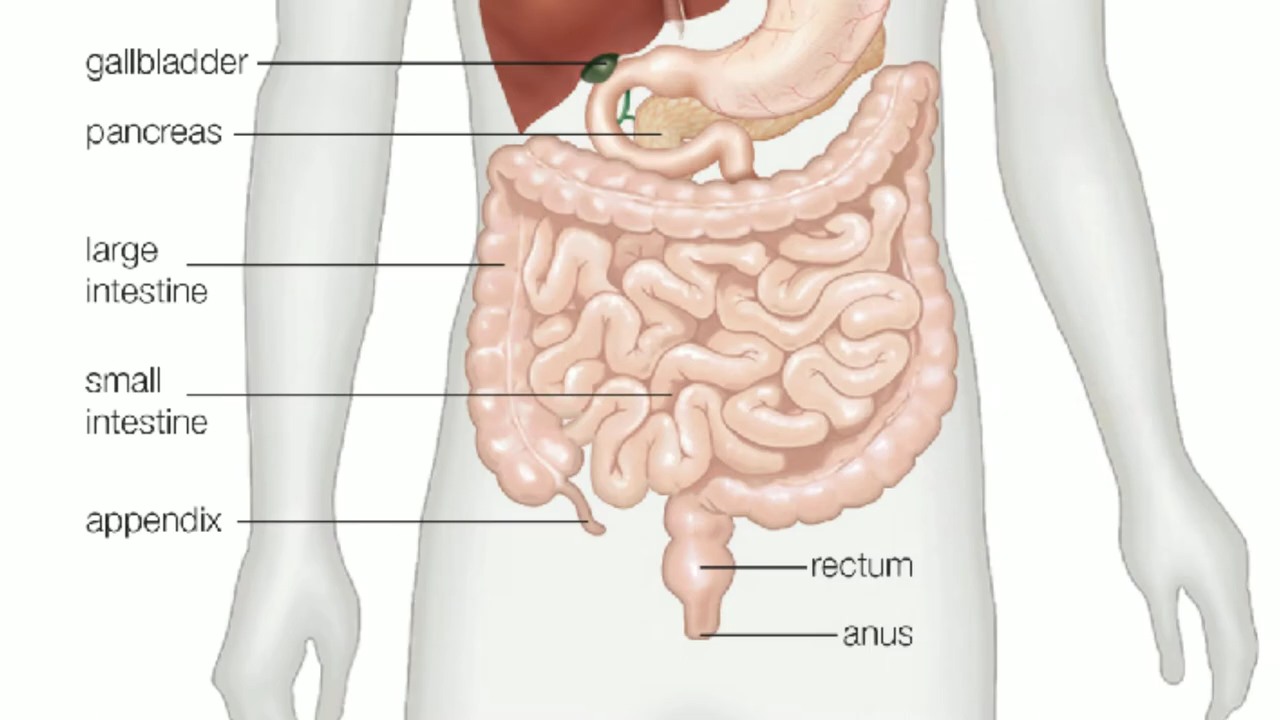 gallbladder
pancreas
large
intestine
small
intestine
appendix
rectum
anus